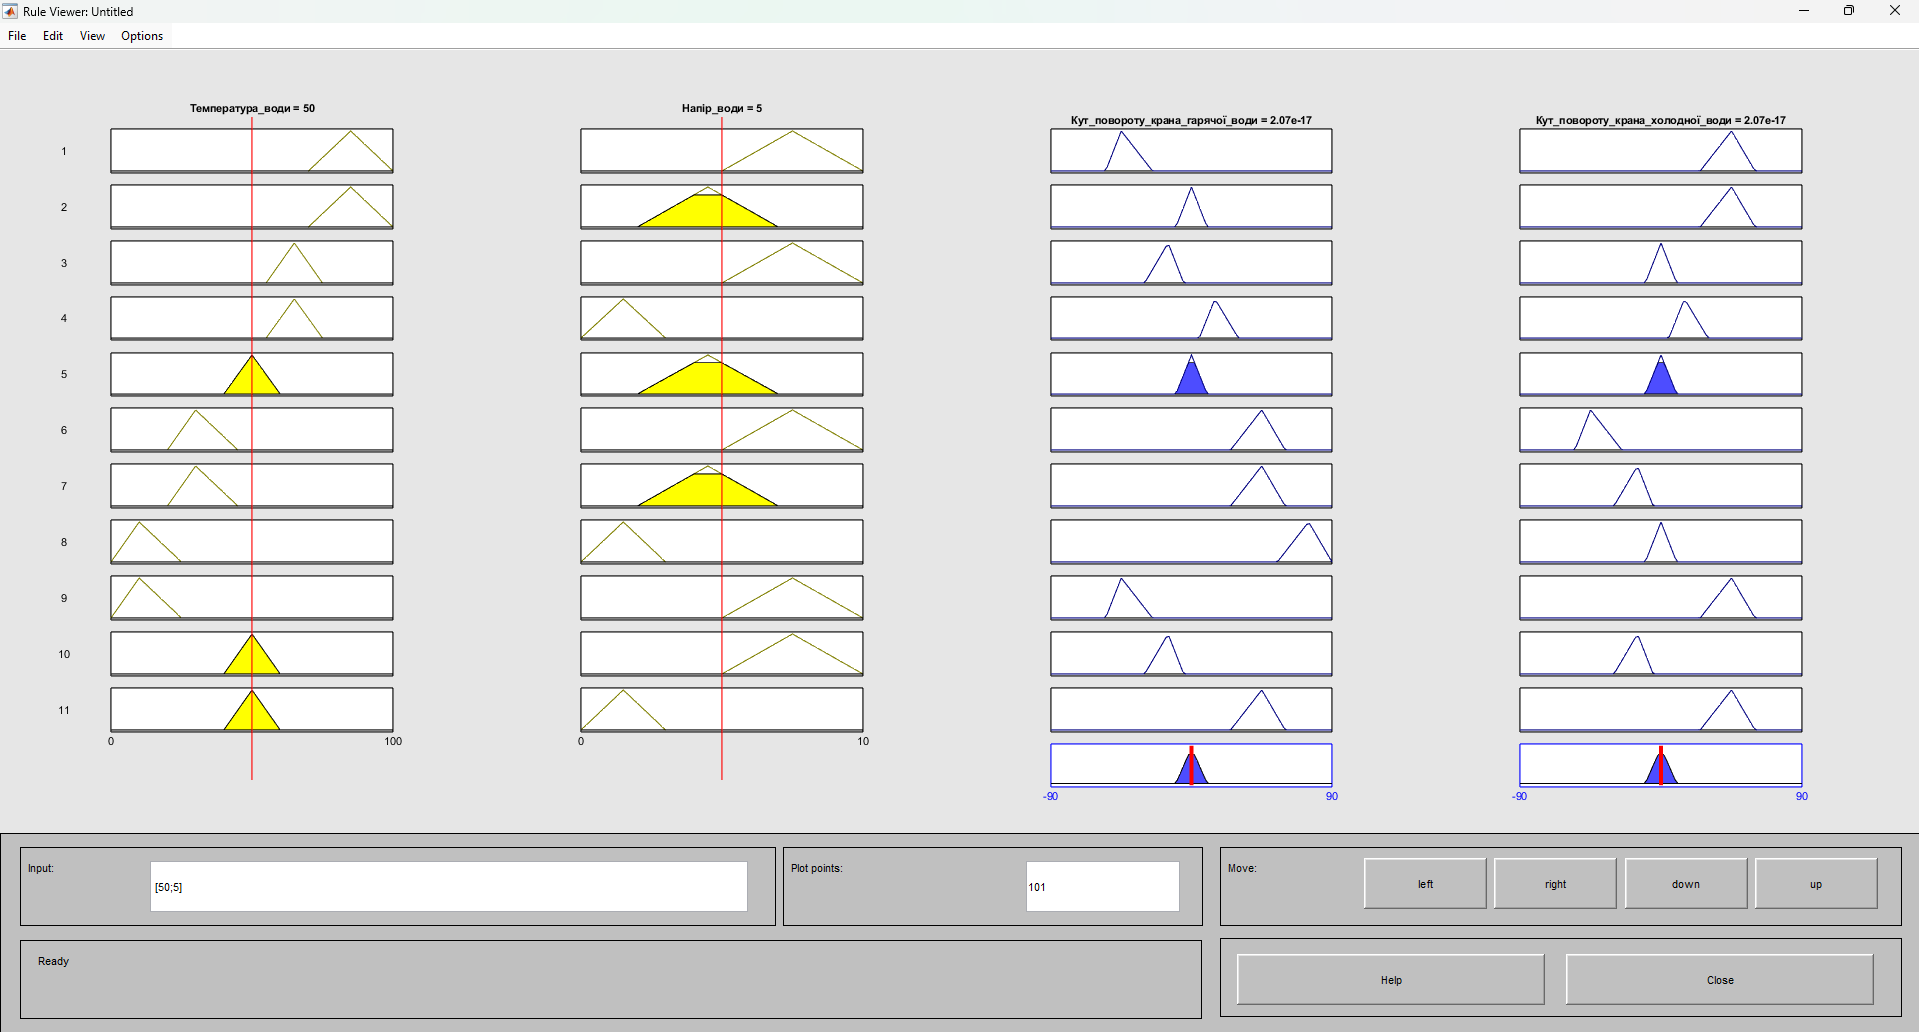 Rule Viewer: Untitled
File Edit View Options
Температура_води = 50
Напір_води = 5
Кут_повороту_крана_гарячої_води = 2.07e-17
Кут_повороту_крана_холодної_води = 2.07e-17
1
2
3
4
5
6
7
8
9
10
11
0 100
0 10
-90 90
-90 90
Input:
[50;5]
Plot points:
101
Move:
left
right
down
up
Ready
Help
Close